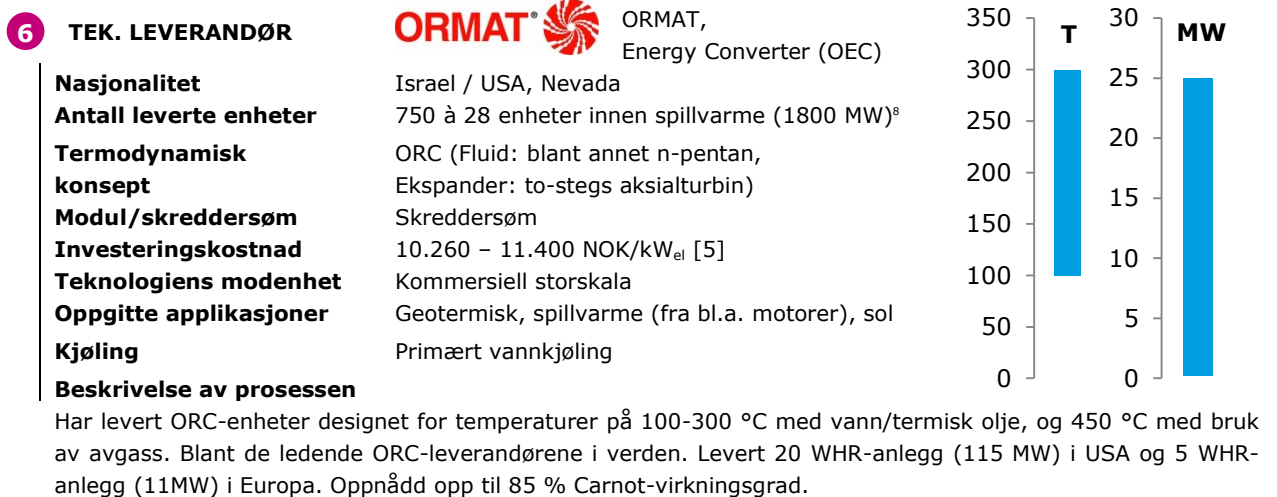 6 TEK. LEVERANDØR
ORMAT®
ORMAT,
Energy Converter (OEC)
Nasjonalitet Israel / USA, Nevada
Antall leverte enheter 750 à 28 enheter innen spillvarme (1800 MW)⁸
Termodynamisk ORC (Fluid: blant annet n-pentan,
konsept Ekspander: to-stegs aksialturbin)
Modul/skreddersøm Skreddersøm
Investeringskostnad 10.260 – 11.400 NOK/kWel [5]
Teknologiens modenhet Kommersiell storskala
Oppgitte applikasjoner Geotermisk, spillvarme (fra bl.a. motorer), sol
Kjøling Primært vannkjøling
Beskrivelse av prosessen
Har levert ORC-enheter designet for temperaturer på 100-300 °C med vann/termisk olje, og 450 °C med bruk
av avgass. Blant de ledende ORC-leverandørene i verden. Levert 20 WHR-anlegg (115 MW) i USA og 5 WHR-
anlegg (11MW) i Europa. Oppnådd opp til 85 % Carnot-virkningsgrad.
T
350
300
250
200
150
100
50
0
MW
30
25
20
15
10
5
0